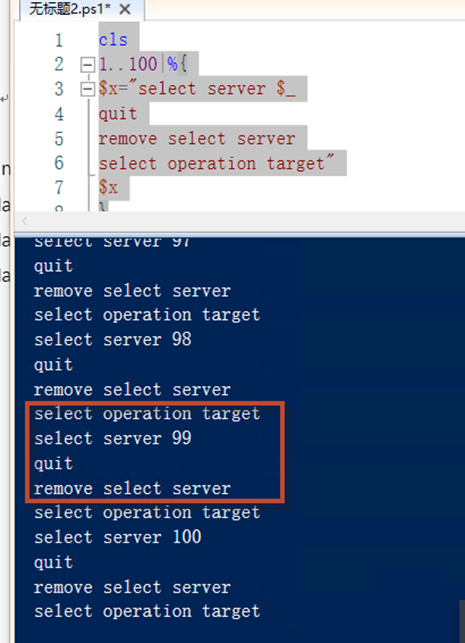 无标题2.ps1* ✕
1 cls
2 1..100|%{
3 $x="select server $_
4 quit
5 remove select server
6 select operation target"
7 $x
8 }
select server 97
quit
remove select server
select operation target
select server 98
quit
remove select server
select operation target
select server 99
quit
remove select server
select operation target
select server 100
quit
remove select server
select operation target